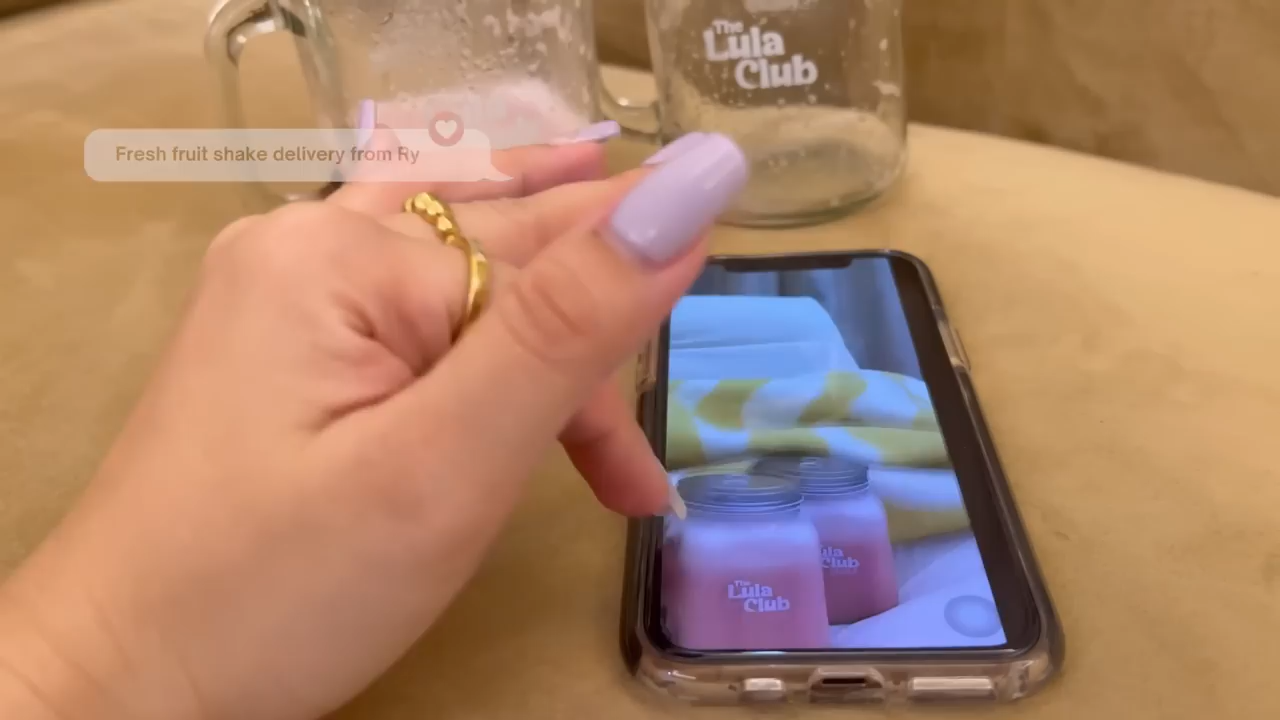 The
Lula
Club
Fresh fruit shake delivery from Ry
The
Lula
Club
Club